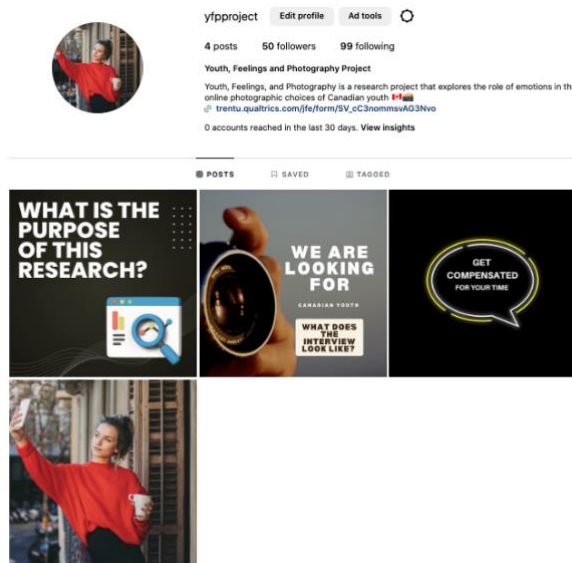 yfpproject Edit profile Ad tools
4 posts 50 followers 99 following
Youth, Feelings and Photography Project
Youth, Feelings, and Photography is a research project that explores the role of emotions in th
online photographic choices of Canadian youth 🇨🇦📸
trentu.qualtrics.com/jfe/form/SV_cC3nommsvAG3Nvo
0 accounts reached in the last 30 days. View insights
POSTS SAVED TAGGED
WHAT IS THE
PURPOSE
OF THIS
RESEARCH?
WE ARE
LOOKING
FOR
CANADIAN YOUTH
WHAT DOES
THE
INTERVIEW
LOOK LIKE?
GET
COMPENSATED
FOR YOUR TIME